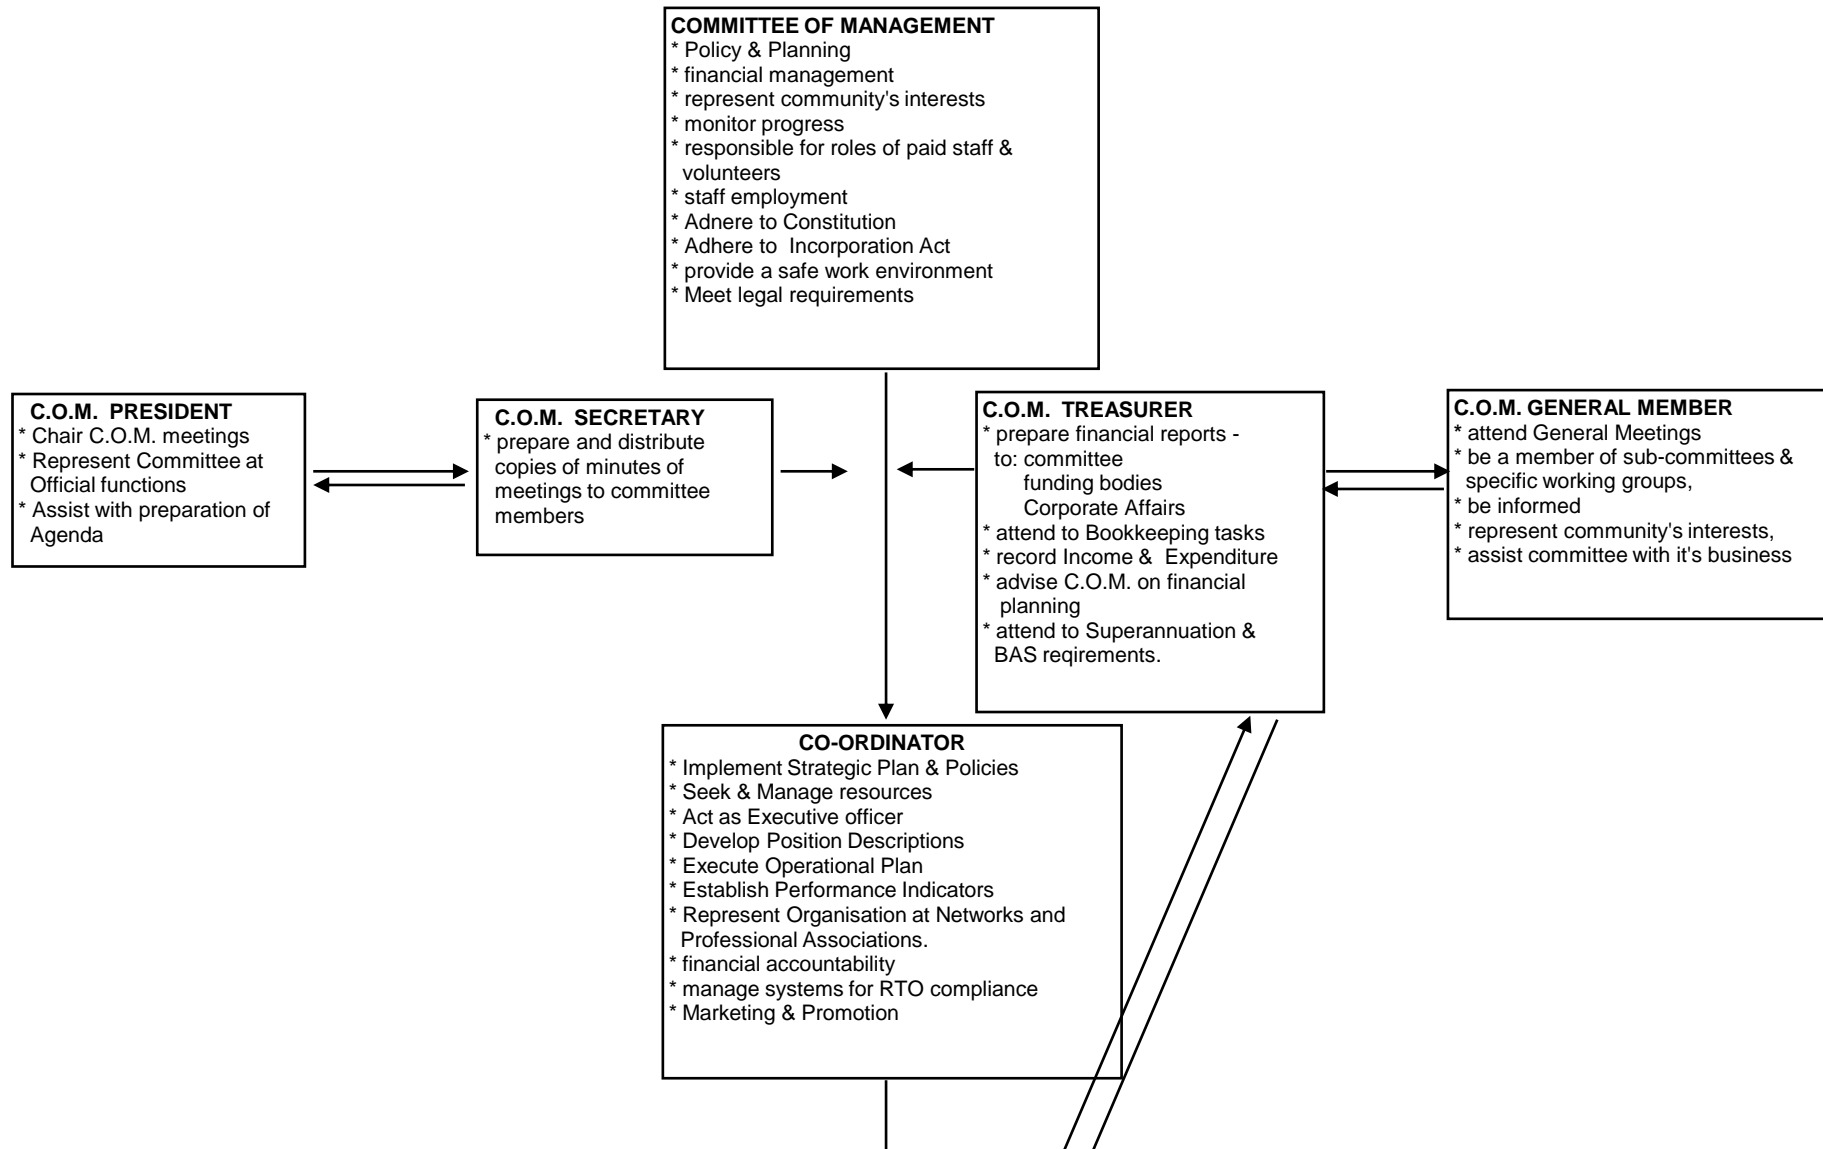 COMMITTEE OF MANAGEMENT
* Policy & Planning
* financial management
* represent community's interests
* monitor progress
* responsible for roles of paid staff &
volunteers
* staff employment
* Adnere to Constitution
* Adhere to  Incorporation Act
* provide a safe work environment
* Meet legal requirements
C.O.M.  PRESIDENT
* Chair C.O.M. meetings
* Represent Committee at
Official functions
* Assist with preparation of
Agenda
C.O.M.  SECRETARY
* prepare and distribute
copies of minutes of
meetings to committee
members
C.O.M.  TREASURER
* prepare financial reports -
to: committee
funding bodies
Corporate Affairs
* attend to Bookkeeping tasks
* record Income &  Expenditure
* advise C.O.M. on financial
planning
* attend to Superannuation &
BAS reqirements.
C.O.M. GENERAL MEMBER
* attend General Meetings
* be a member of sub-committees &
specific working groups,
* be informed
* represent community's interests,
* assist committee with it's business
CO-ORDINATOR
* Implement Strategic Plan & Policies
* Seek & Manage resources
* Act as Executive officer
* Develop Position Descriptions
* Execute Operational Plan
* Establish Performance Indicators
* Represent Organisation at Networks and
Professional Associations.
* financial accountability
* manage systems for RTO compliance
* Marketing & Promotion